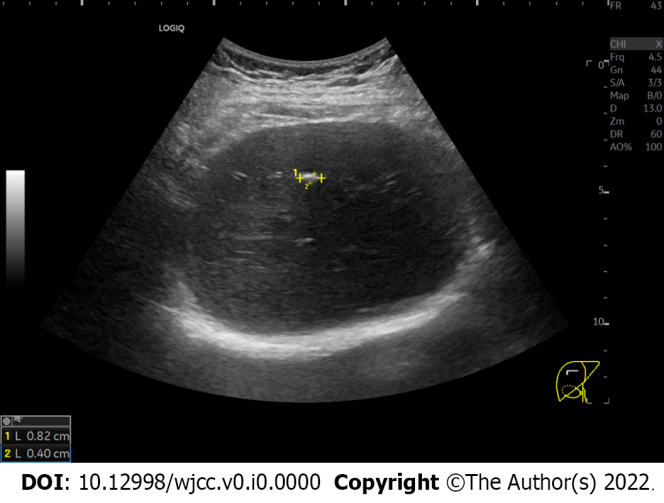 FR 43
LOGIQ
CHI X
0
Frq 4.5
Gn 44
S/A 3/3
Map B/0
D 13.0
Zm 0
DR 60
AO% 100
1
2
5
10
1 L 0.82 cm
2 L 0.40 cm
DOI: 10.12998/wjcc.v0.i0.0000 Copyright ©The Author(s) 2022.